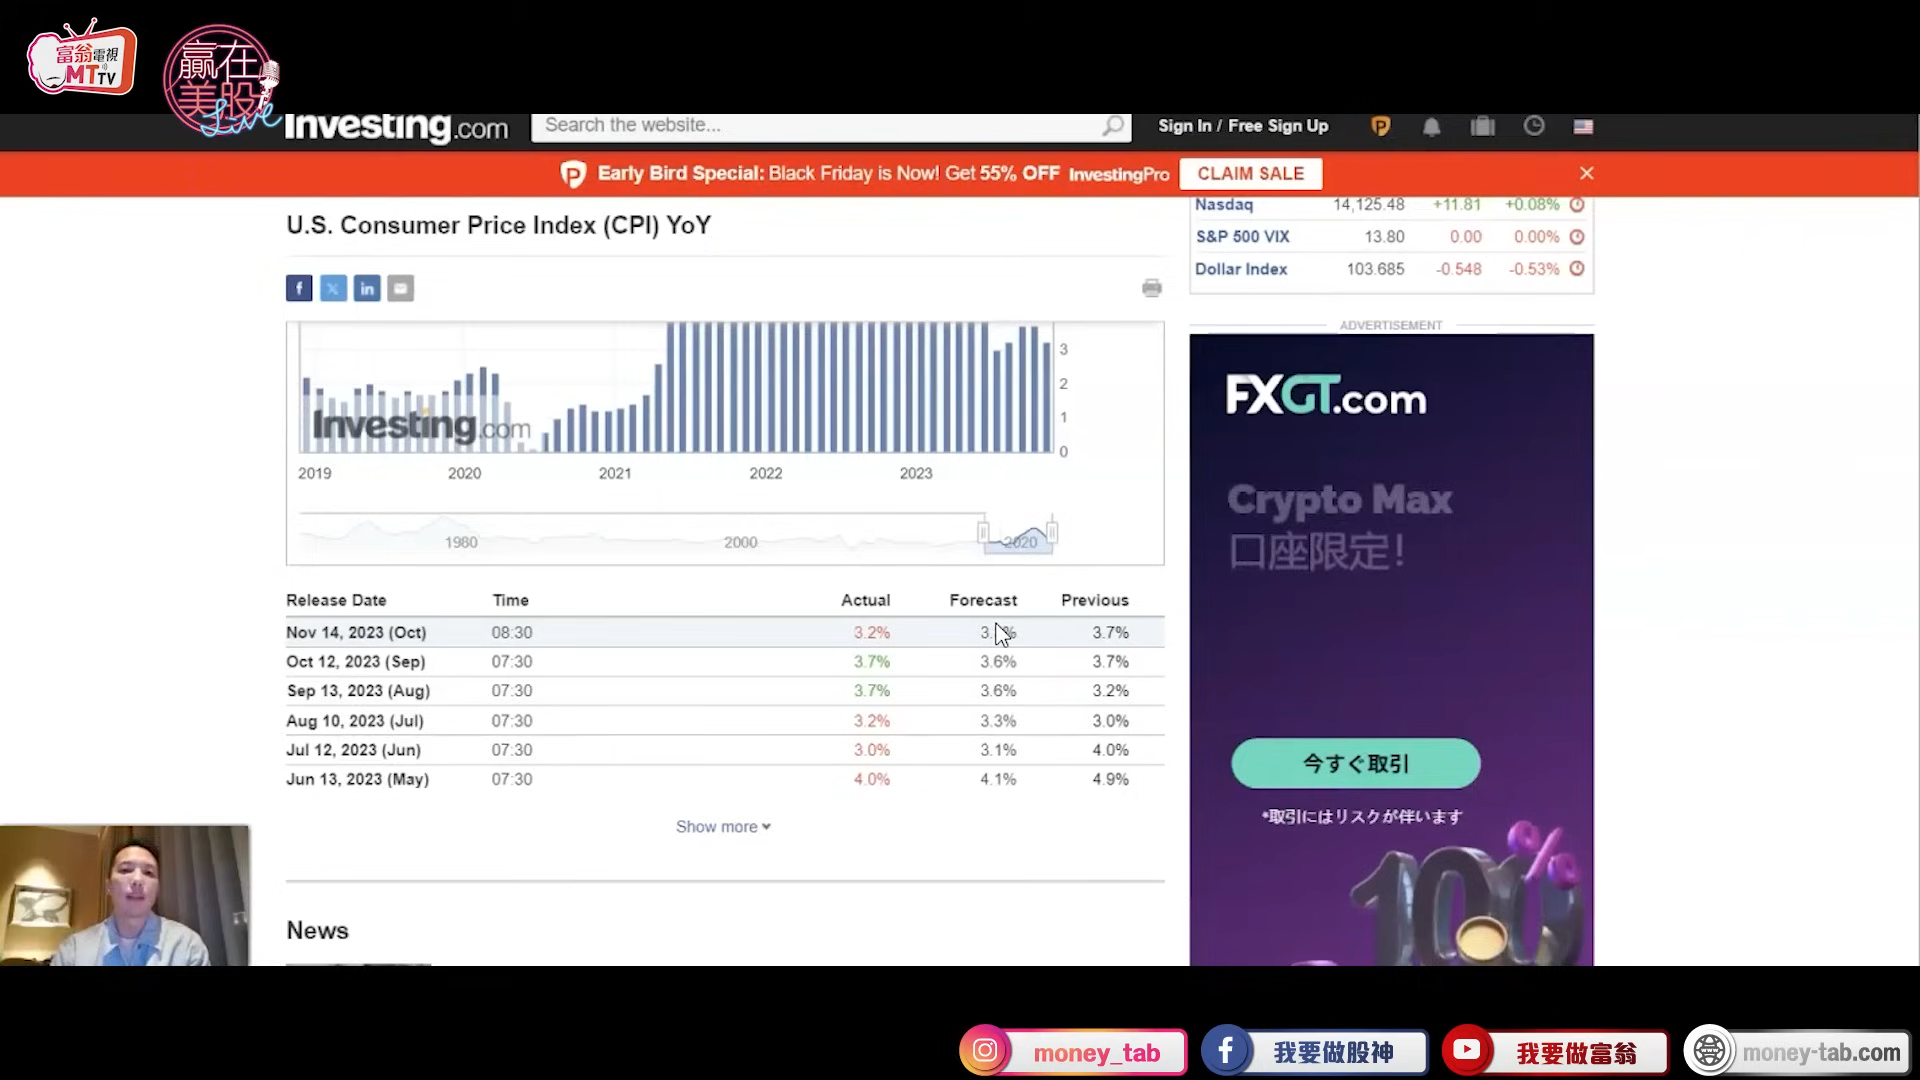 富翁電視
MTTV
贏在
美股
Live
Investing.com
Search the website...
Sign In / Free Sign Up
Early Bird Special: Black Friday is Now! Get 55% OFF InvestingPro
CLAIM SALE
U.S. Consumer Price Index (CPI) YoY
Nasdaq 14,125.48 +11.81 +0.08%
S&P 500 VIX 13.80 0.00 0.00%
Dollar Index 103.685 -0.548 -0.53%
3
2
1
0
Investing.com
2019 2020 2021 2022 2023
1980 2000 2020
Release Date Time Actual Forecast Previous
Nov 14, 2023 (Oct) 08:30 3.2% 3. % 3.7%
Oct 12, 2023 (Sep) 07:30 3.7% 3.6% 3.7%
Sep 13, 2023 (Aug) 07:30 3.7% 3.6% 3.2%
Aug 10, 2023 (Jul) 07:30 3.2% 3.3% 3.0%
Jul 12, 2023 (Jun) 07:30 3.0% 3.1% 4.0%
Jun 13, 2023 (May) 07:30 4.0% 4.1% 4.9%
Show more
News
ADVERTISEMENT
FXGT.com
Crypto Max
口座限定!
今すぐ取引
*取引にはリスクが伴います
100%
money_tab
我要做股神
我要做富翁
money-tab.com